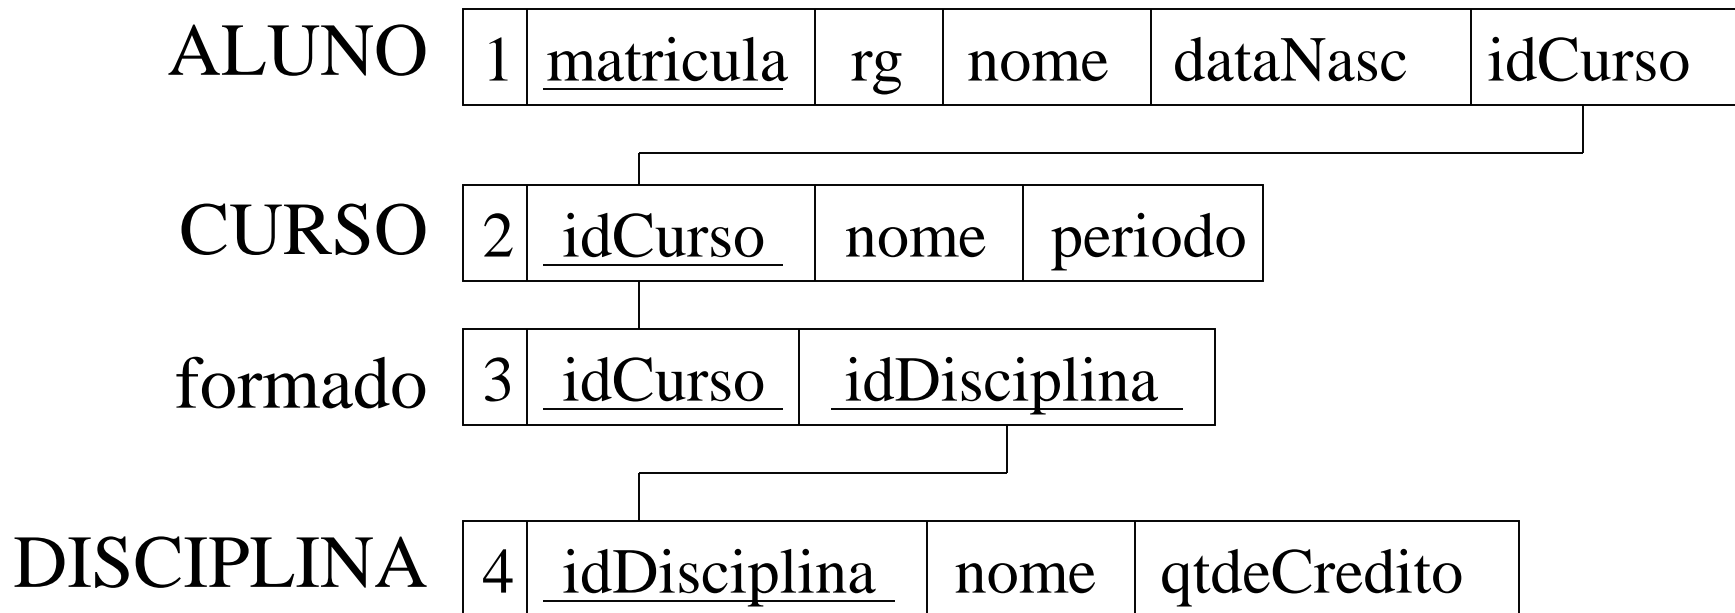 ALUNO 1 matricula rg nome dataNasc idCurso
CURSO 2 idCurso nome periodo
formado 3 idCurso idDisciplina
DISCIPLINA 4 idDisciplina nome qtdeCredito